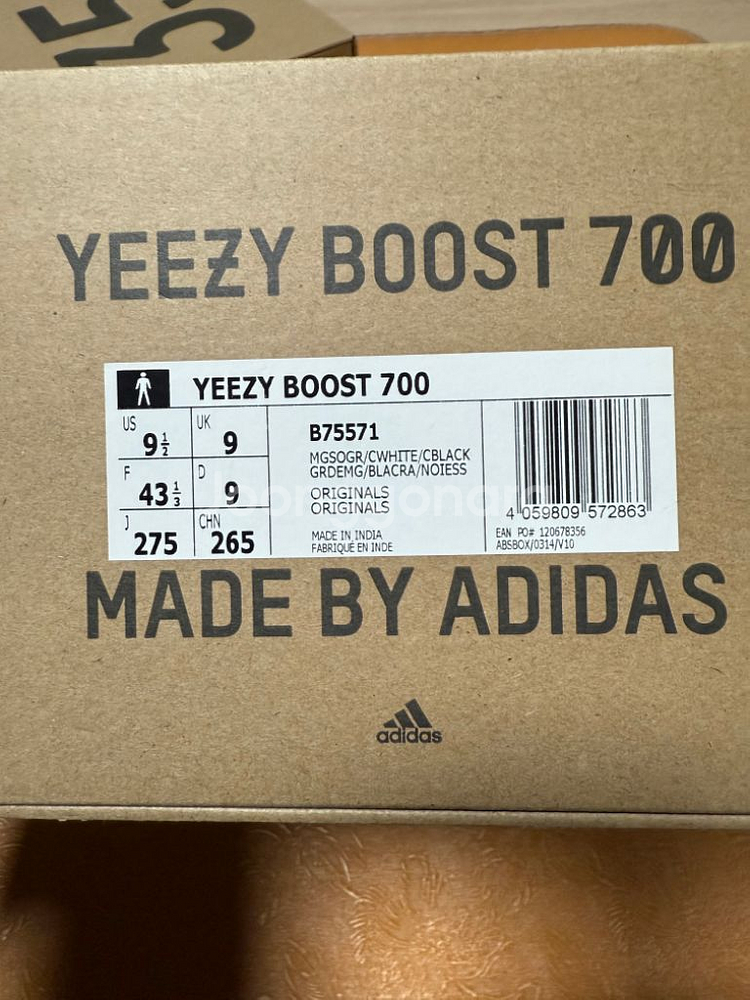 35
YEEZY BOOST 700
YEEZY BOOST 700
US 9½ UK 9
F 43⅓ D 9
J 275 CHN 265
B75571
MGSOGR/CWHITE/CBLACK
GRDEMG/BLACRA/NOIESS
ORIGINALS
ORIGINALS
MADE IN INDIA
FABRIQUÉ EN INDE
4 059809 572863
EAN PO# 120678356
ABSBOX/0314/V10
MADE BY ADIDAS
adidas